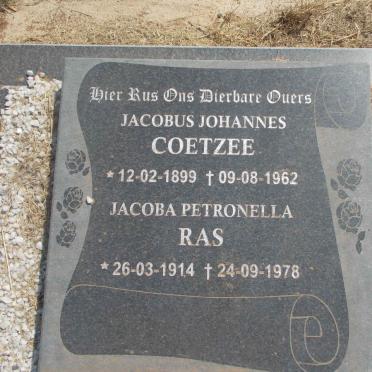 Hier Rus Ons Dierbare Ouers
JACOBUS JOHANNES
COETZEE
* 12-02-1899 † 09-08-1962
JACOBA PETRONELLA
RAS
* 26-03-1914 † 24-09-1978